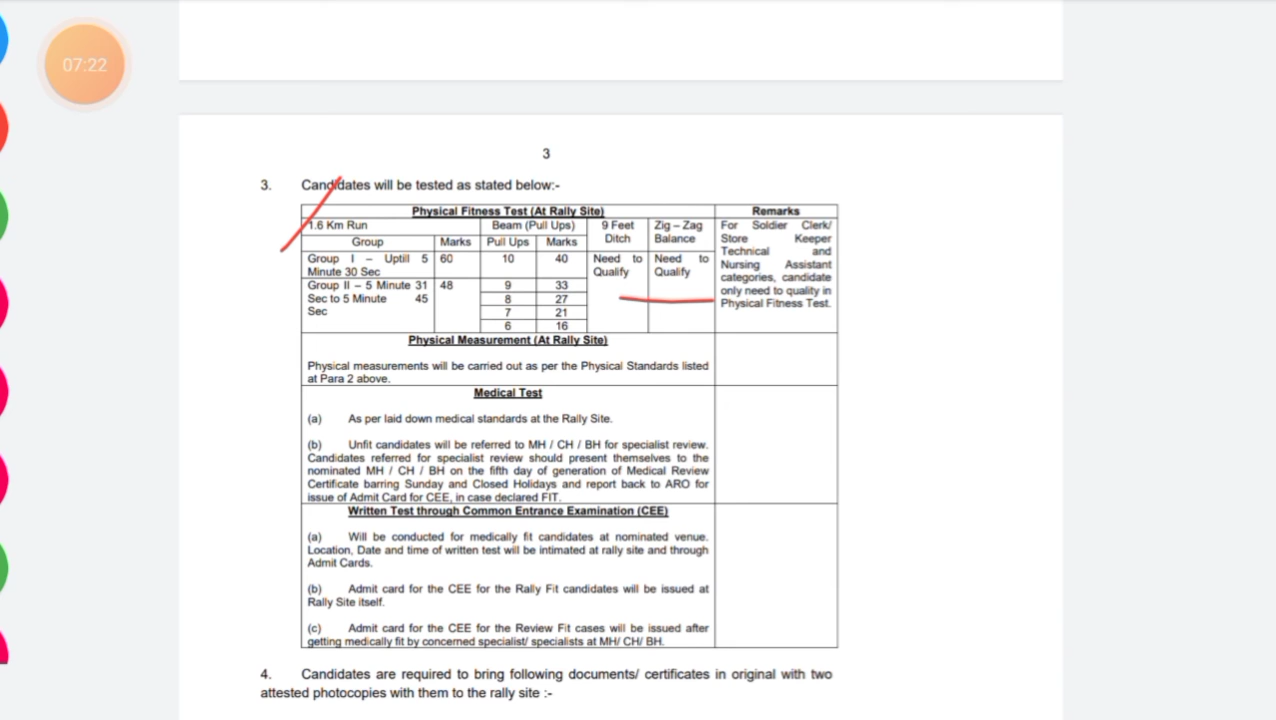 07:22
3
3. Candidates will be tested as stated below:-
Physical Fitness Test (At Rally Site) Remarks
1.6 Km Run Beam (Pull Ups) 9 Feet Ditch Zig – Zag Balance
Group Marks Pull Ups Marks
Group I – Uptill 5 Minute 30 Sec 60 10 40 Need to Qualify Need to Qualify
Group II – 5 Minute 31 Sec to 5 Minute 45 Sec 48 9 33
8 27
7 21
6 16
For Soldier Clerk/
Store Keeper
Technical and
Nursing Assistant
categories, candidate
only need to quality in
Physical Fitness Test.
Physical Measurement (At Rally Site)
Physical measurements will be carried out as per the Physical Standards listed
at Para 2 above.
Medical Test
(a) As per laid down medical standards at the Rally Site.
(b) Unfit candidates will be referred to MH / CH / BH for specialist review.
Candidates referred for specialist review should present themselves to the
nominated MH / CH / BH on the fifth day of generation of Medical Review
Certificate barring Sunday and Closed Holidays and report back to ARO for
issue of Admit Card for CEE, in case declared FIT.
Written Test through Common Entrance Examination (CEE)
(a) Will be conducted for medically fit candidates at nominated venue.
Location, Date and time of written test will be intimated at rally site and through
Admit Cards.
(b) Admit card for the CEE for the Rally Fit candidates will be issued at
Rally Site itself.
(c) Admit card for the CEE for the Review Fit cases will be issued after
getting medically fit by concerned specialist/ specialists at MH/ CH/ BH.
4. Candidates are required to bring following documents/ certificates in original with two
attested photocopies with them to the rally site :-